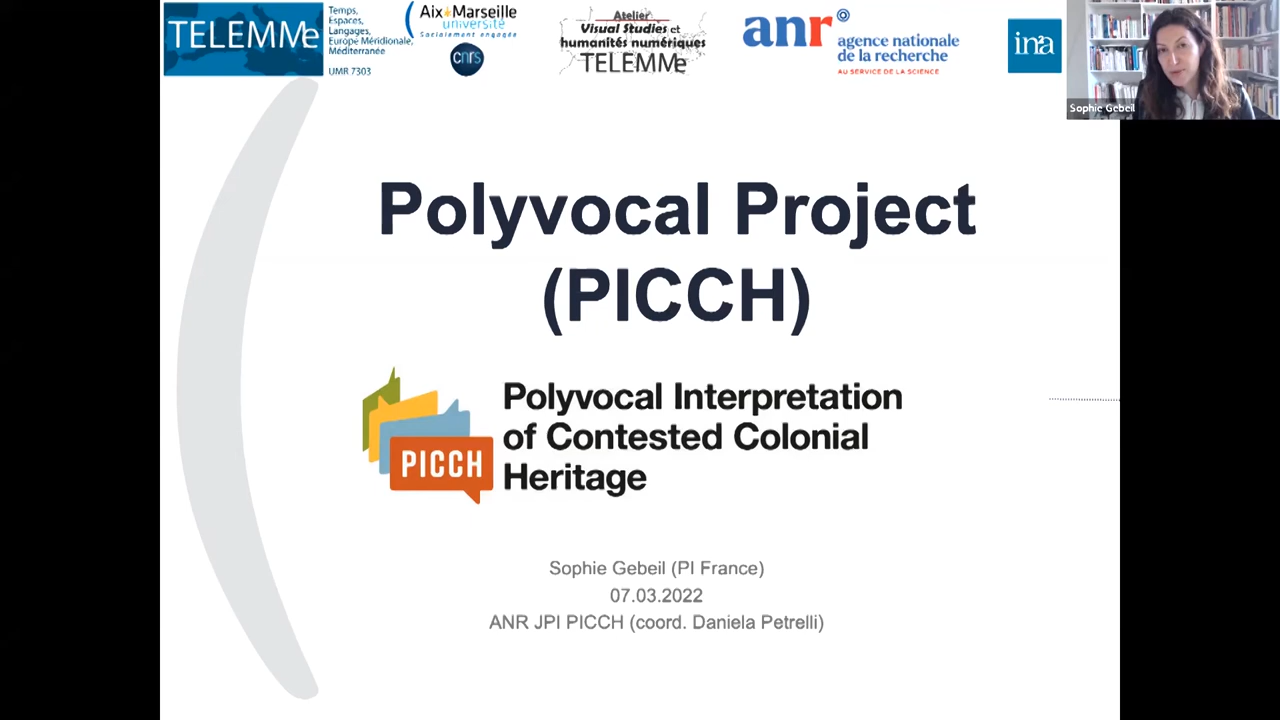 TELEMMe
Temps,
Espaces,
Langages,
Europe Méridionale,
Méditerranée
UMR 7303
Aix Marseille
université
Socialement engagée
cnrs
Atelier
Visual Studies et
humanités numériques
TELEMMe
anr
agence nationale
de la recherche
AU SERVICE DE LA SCIENCE
ina
Sophie Gebeil
Polyvocal Project
(PICCH)
PICCH
Polyvocal Interpretation
of Contested Colonial
Heritage
Sophie Gebeil (PI France)
07.03.2022
ANR JPI PICCH (coord. Daniela Petrelli)